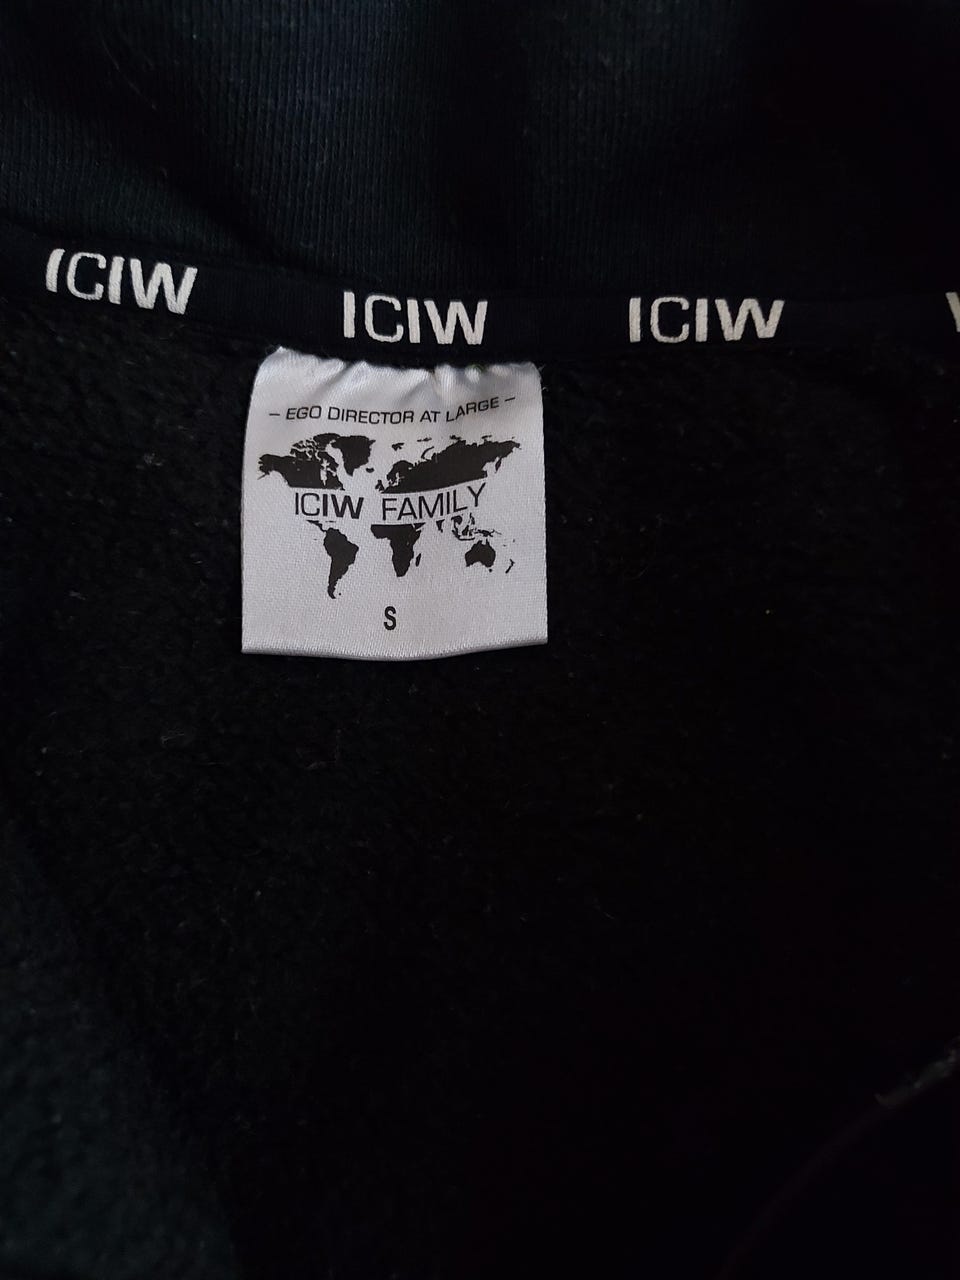 ICIW ICIW ICIW
– EGO DIRECTOR AT LARGE –
ICIW FAMILY
S